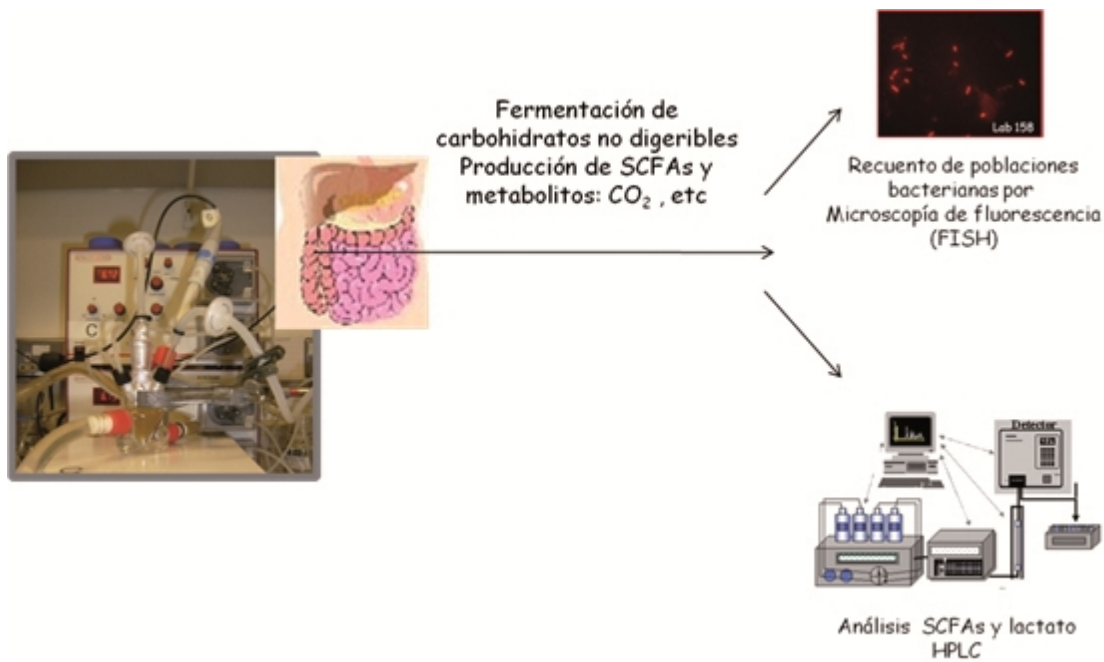 Fermentación de
carbohidratos no digeribles
Producción de SCFAs y
metabolitos: CO₂ , etc
Lab 158
Recuento de poblaciones
bacterianas por
Microscopía de fluorescencia
(FISH)
C
Detector
Análisis SCFAs y lactato
HPLC